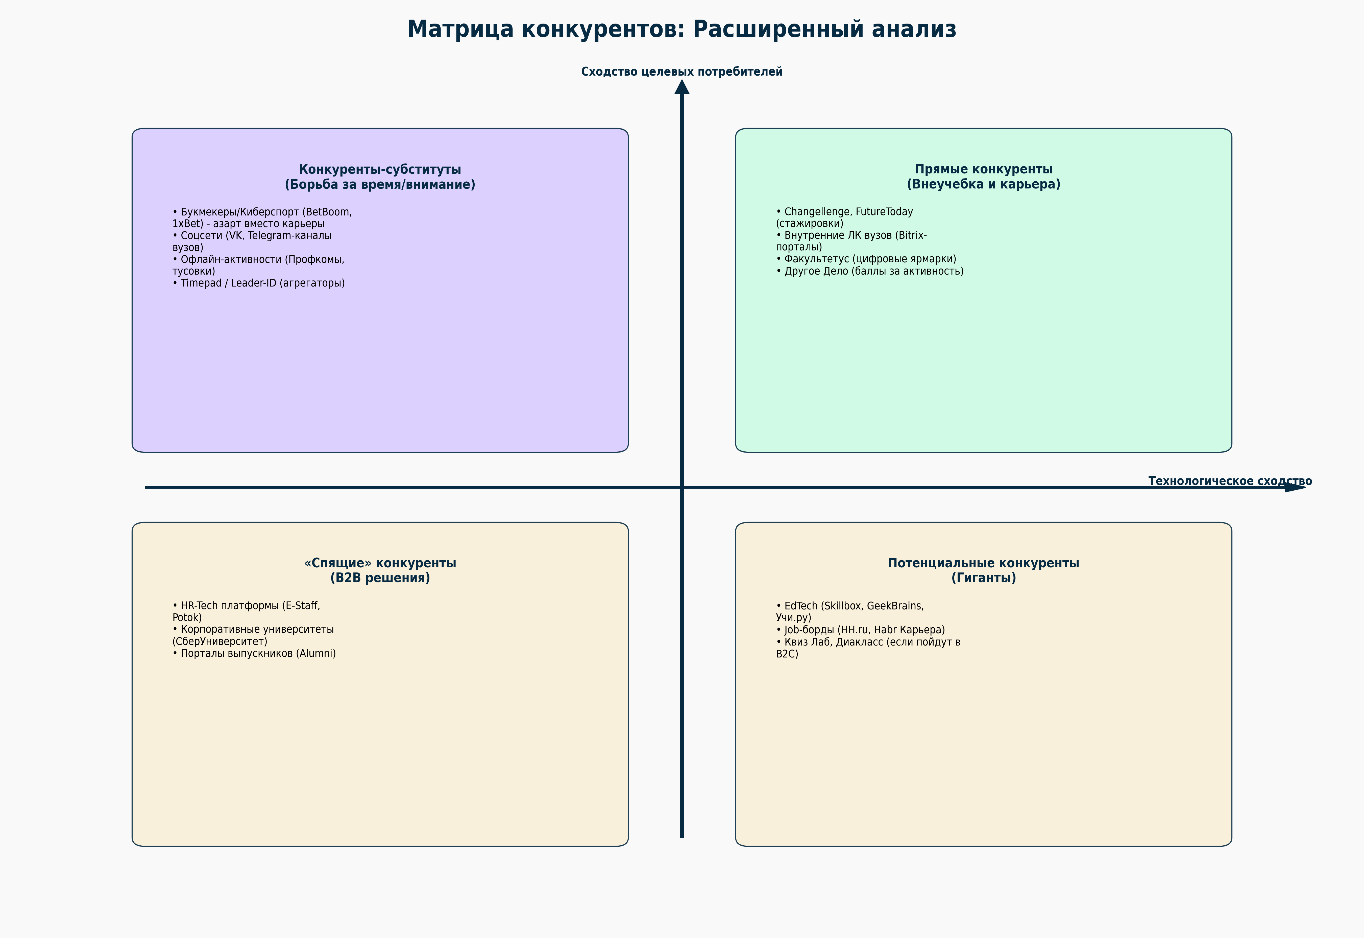 Матрица конкурентов: Расширенный анализ
Сходство целевых потребителей
Конкуренты-субституты
(Борьба за время/внимание)
• Букмекеры/Киберспорт (BetBoom,
1xBet) - азарт вместо карьеры
• Соцсети (VK, Telegram-каналы
вузов)
• Офлайн-активности (Профкомы,
тусовки)
• Timepad / Leader-ID (агрегаторы)
Прямые конкуренты
(Внеучебка и карьера)
• Changellenge, FutureToday
(стажировки)
• Внутренние ЛК вузов (Bitrix-
порталы)
• Факультетус (цифровые ярмарки)
• Другое Дело (баллы за активность)
Технологическое сходство
«Спящие» конкуренты
(B2B решения)
• HR-Tech платформы (E-Staff,
Potok)
• Корпоративные университеты
(СберУниверситет)
• Порталы выпускников (Alumni)
Потенциальные конкуренты
(Гиганты)
• EdTech (Skillbox, GeekBrains,
Учи.ру)
• Job-борды (HH.ru, Habr Карьера)
• Квиз Лаб, Диакласс (если пойдут в
B2C)